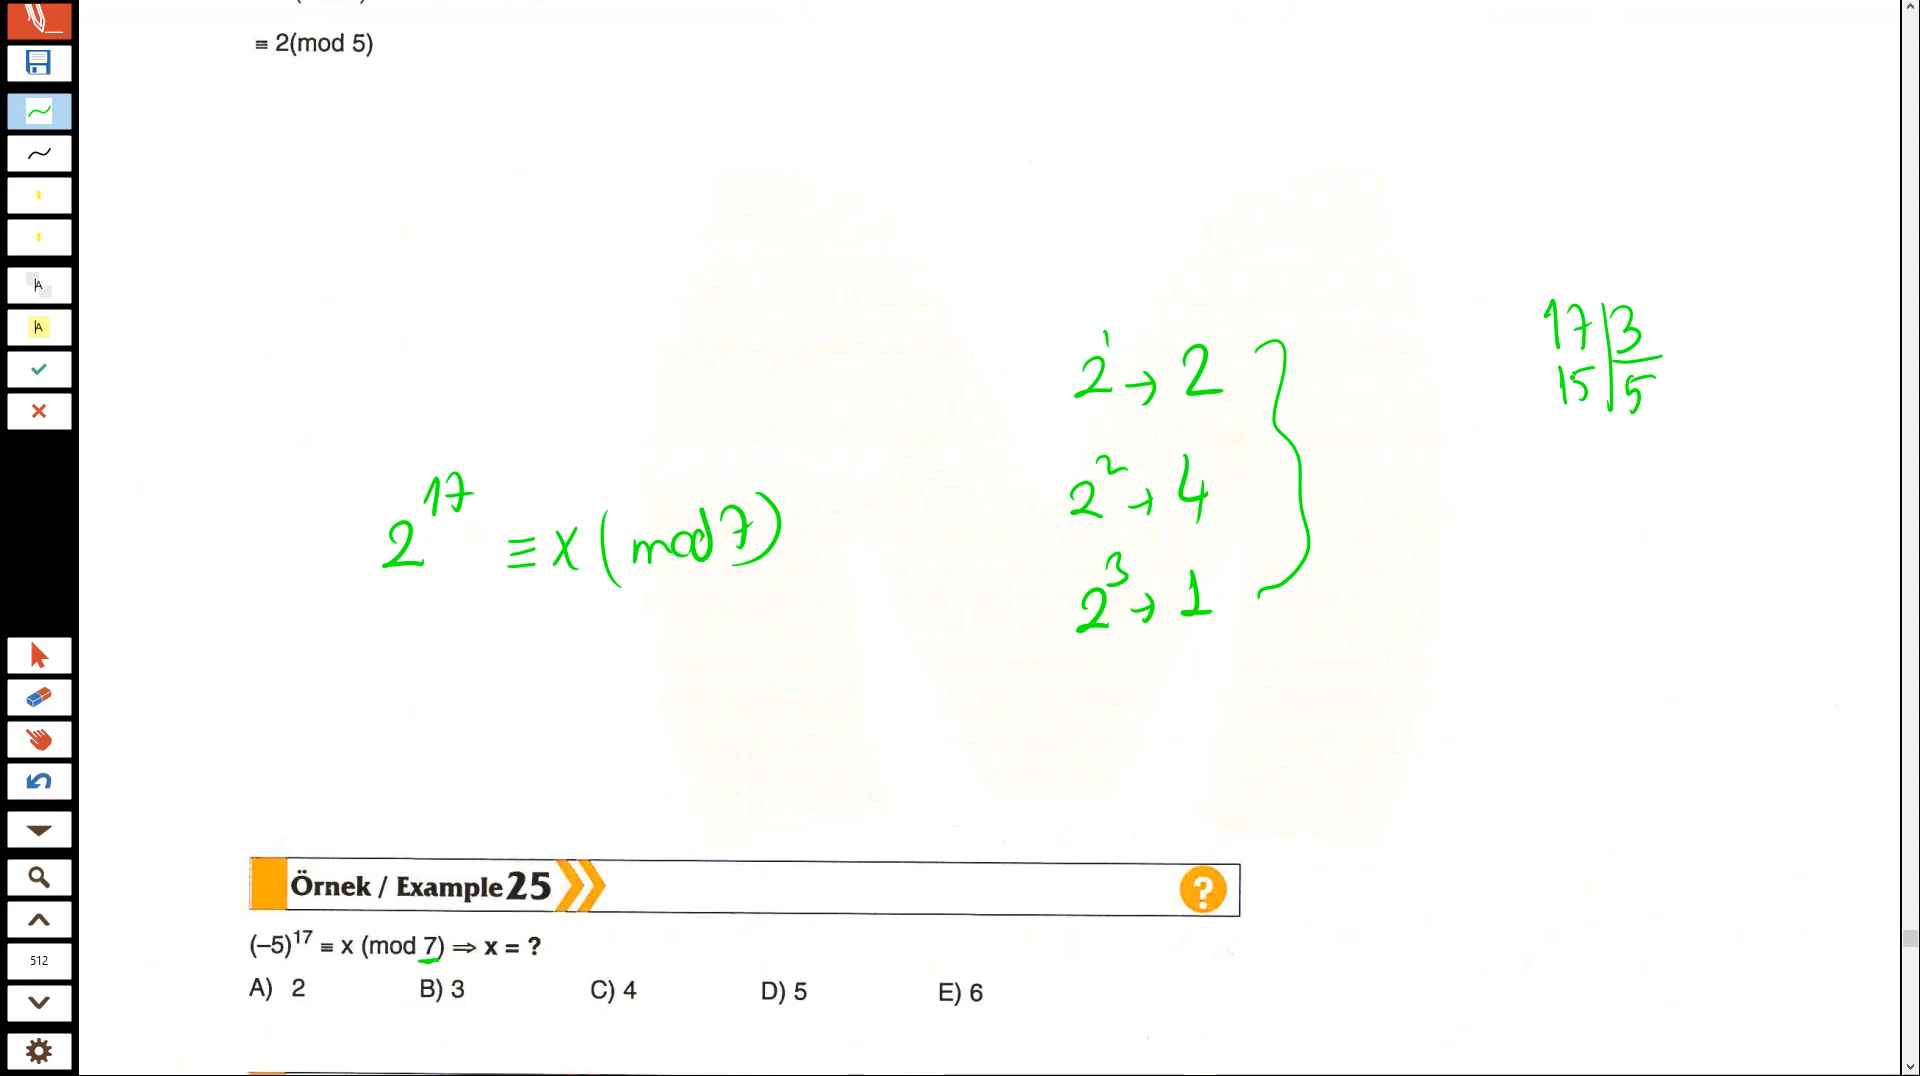 ≡ 2(mod 5)
2^17 ≡ x (mod 7)
2^1 → 2
2^2 → 4
2^3 → 1
17 | 3
15 | 5
Örnek / Example 25
?
(–5)^17 ≡ x (mod 7) ⇒ x = ?
A) 2 B) 3 C) 4 D) 5 E) 6
A
A
512